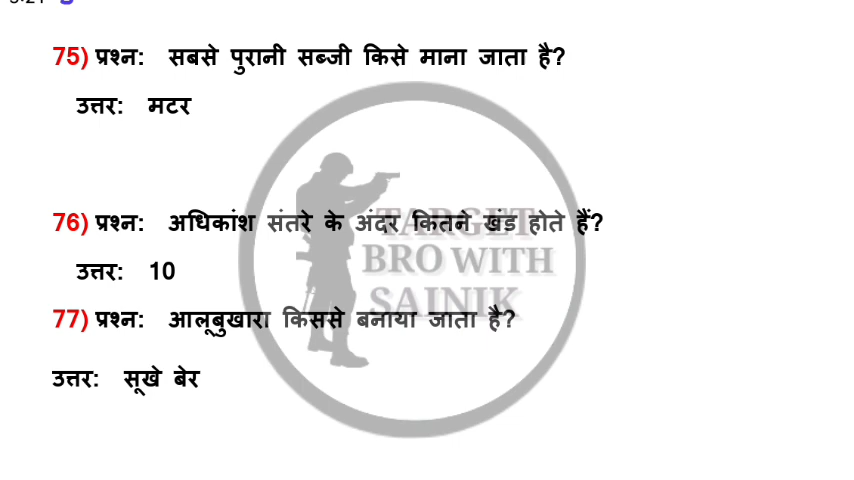 75) प्रश्न: सबसे पुरानी सब्जी किसे माना जाता है?
उत्तर: मटर
76) प्रश्न: अधिकांश संतरे के अंदर कितने खंड होते हैं?
उत्तर: 10
77) प्रश्न: आलूबुखारा किससे बनाया जाता है?
उत्तर: सूखे बेर
TARGET
BRO WITH
SAINIK